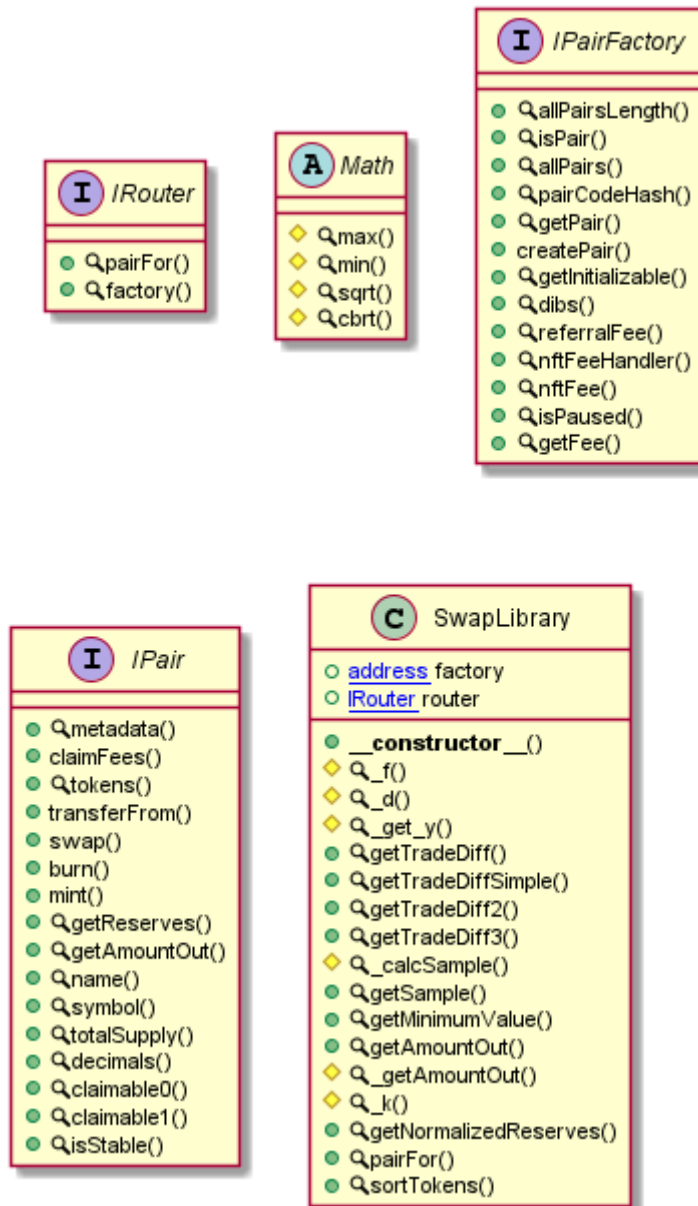 I IRouter
pairFor()
factory()
A Math
max()
min()
sqrt()
cbrt()
I IPairFactory
allPairsLength()
isPair()
allPairs()
pairCodeHash()
getPair()
createPair()
getInitializable()
dibs()
referralFee()
nftFeeHandler()
nftFee()
isPaused()
getFee()
I IPair
metadata()
claimFees()
tokens()
transferFrom()
swap()
burn()
mint()
getReserves()
getAmountOut()
name()
symbol()
totalSupply()
decimals()
claimable0()
claimable1()
isStable()
C SwapLibrary
address factory
IRouter router
__constructor__()
_f()
_d()
_get_y()
getTradeDiff()
getTradeDiffSimple()
getTradeDiff2()
getTradeDiff3()
_calcSample()
getSample()
getMinimumValue()
getAmountOut()
_getAmountOut()
_k()
getNormalizedReserves()
pairFor()
sortTokens()